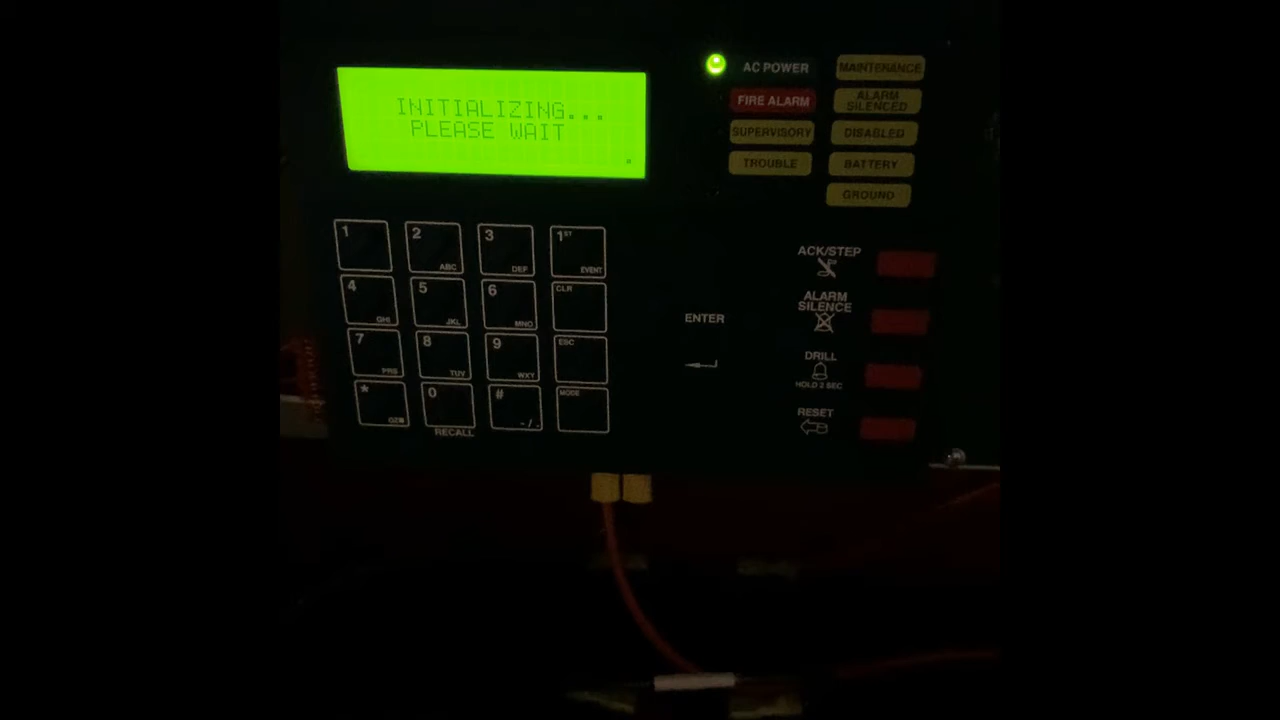 INITIALIZING...
PLEASE WAIT
AC POWER
MAINTENANCE
FIRE ALARM
ALARM
SILENCED
SUPERVISORY
DISABLED
TROUBLE
BATTERY
GROUND
1
2
ABC
3
DEF
1ST
EVENT
4
GHI
5
JKL
6
MNO
CLR
7
PRS
8
TUV
9
WXY
ESC
*
QZ
0
#
- / .
MODE
RECALL
ENTER
ACK/STEP
ALARM
SILENCE
DRILL
HOLD 2 SEC
RESET